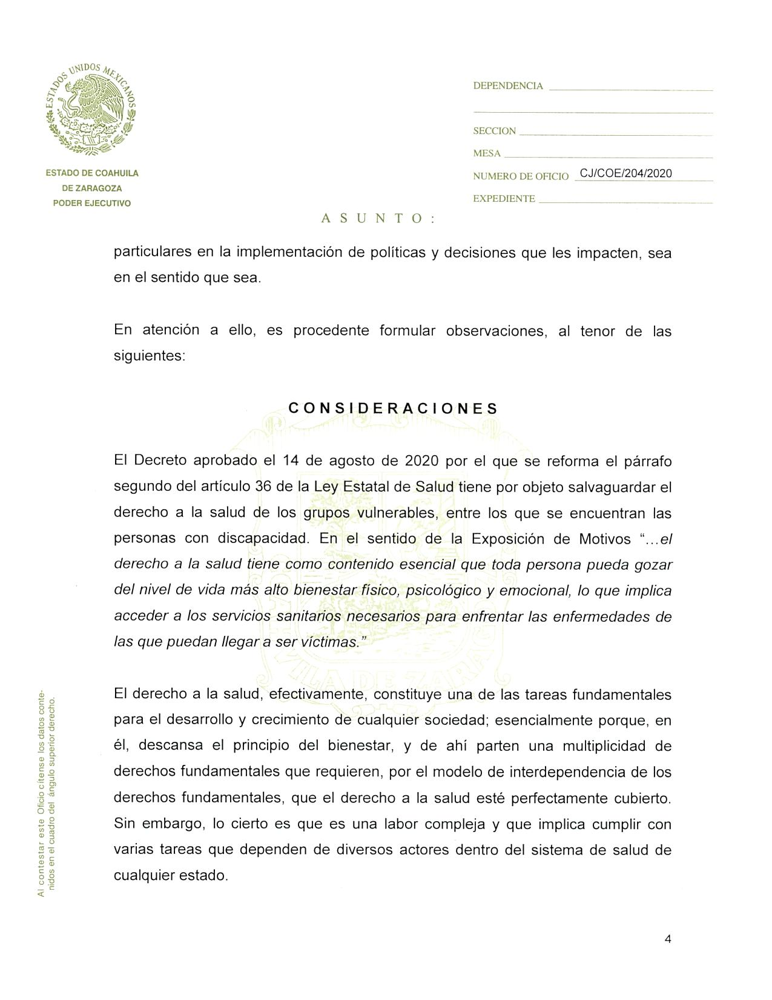 ESTADOS UNIDOS MEXICANOS
ESTADO DE COAHUILA
DE ZARAGOZA
PODER EJECUTIVO
DEPENDENCIA
SECCION
MESA
NUMERO DE OFICIO CJ/COE/204/2020
EXPEDIENTE
A S U N T O :
particulares en la implementación de políticas y decisiones que les impacten, sea
en el sentido que sea.
En atención a ello, es procedente formular observaciones, al tenor de las
siguientes:
C O N S I D E R A C I O N E S
El Decreto aprobado el 14 de agosto de 2020 por el que se reforma el párrafo
segundo del artículo 36 de la Ley Estatal de Salud tiene por objeto salvaguardar el
derecho a la salud de los grupos vulnerables, entre los que se encuentran las
personas con discapacidad. En el sentido de la Exposición de Motivos “…el
derecho a la salud tiene como contenido esencial que toda persona pueda gozar
del nivel de vida más alto bienestar físico, psicológico y emocional, lo que implica
acceder a los servicios sanitarios necesarios para enfrentar las enfermedades de
las que puedan llegar a ser víctimas.”
El derecho a la salud, efectivamente, constituye una de las tareas fundamentales
para el desarrollo y crecimiento de cualquier sociedad; esencialmente porque, en
él, descansa el principio del bienestar, y de ahí parten una multiplicidad de
derechos fundamentales que requieren, por el modelo de interdependencia de los
derechos fundamentales, que el derecho a la salud esté perfectamente cubierto.
Sin embargo, lo cierto es que es una labor compleja y que implica cumplir con
varias tareas que dependen de diversos actores dentro del sistema de salud de
cualquier estado.
Al contestar este Oficio cítense los datos conte-
nidos en el cuadro del ángulo superior derecho.
4